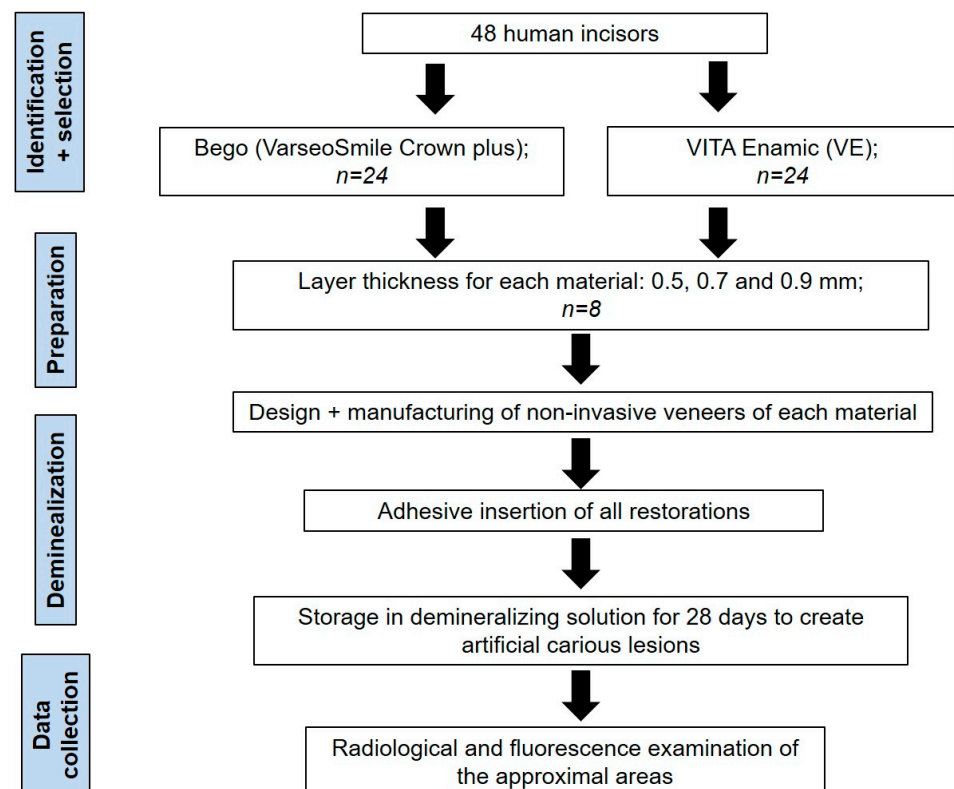 Identification
+ selection
48 human incisors
Bego (VarseoSmile Crown plus);
n=24
VITA Enamic (VE);
n=24
Preparation
Layer thickness for each material: 0.5, 0.7 and 0.9 mm;
n=8
Design + manufacturing of non-invasive veneers of each material
Deminealization
Adhesive insertion of all restorations
Storage in demineralizing solution for 28 days to create
artificial carious lesions
Data
collection
Radiological and fluorescence examination of
the approximal areas